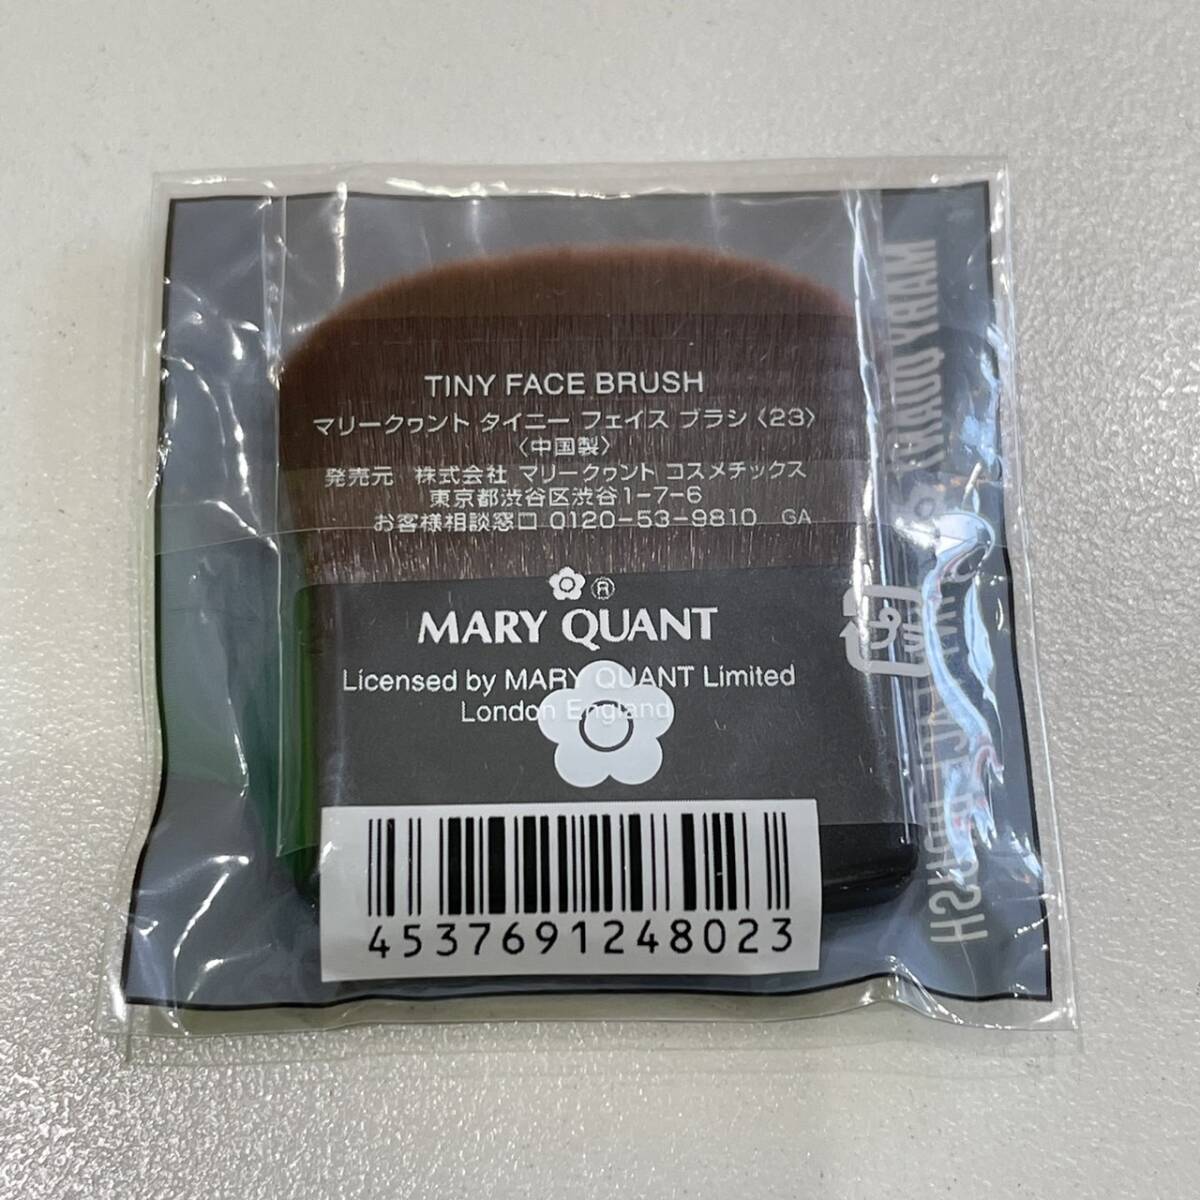 TINY FACE BRUSH
マリークヮント タイニー フェイス ブラシ〈23〉
〈中国製〉
発売元 株式会社 マリークヮント コスメチックス
東京都渋谷区渋谷1-7-6
お客様相談窓口 0120-53-9810 GA
®
MARY QUANT
Licensed by MARY QUANT Limited
London England
4537691248023
MARY QUANT